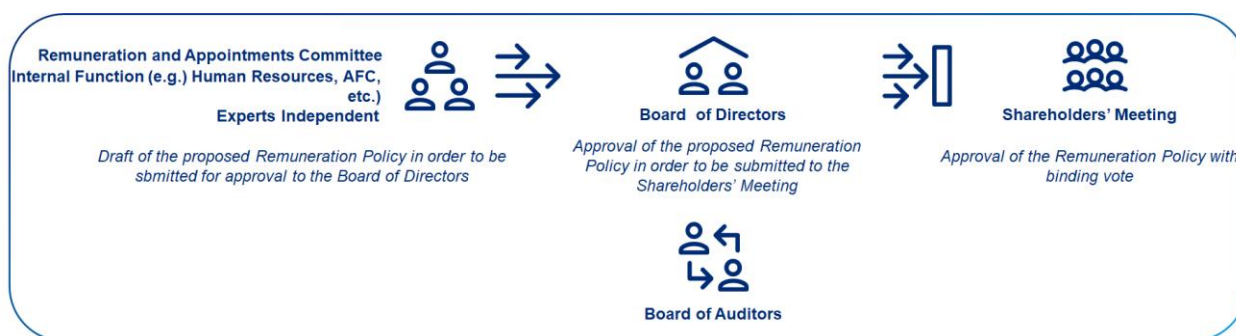 Remuneration and Appointments Committee
Internal Function (e.g.) Human Resources, AFC,
etc.)
Experts Independent
Draft of the proposed Remuneration Policy in order to be
sbmitted for approval to the Board of Directors
Board of Directors
Approval of the proposed Remuneration
Policy in order to be submitted to the
Shareholders’ Meeting
Shareholders’ Meeting
Approval of the Remuneration Policy with
binding vote
Board of Auditors